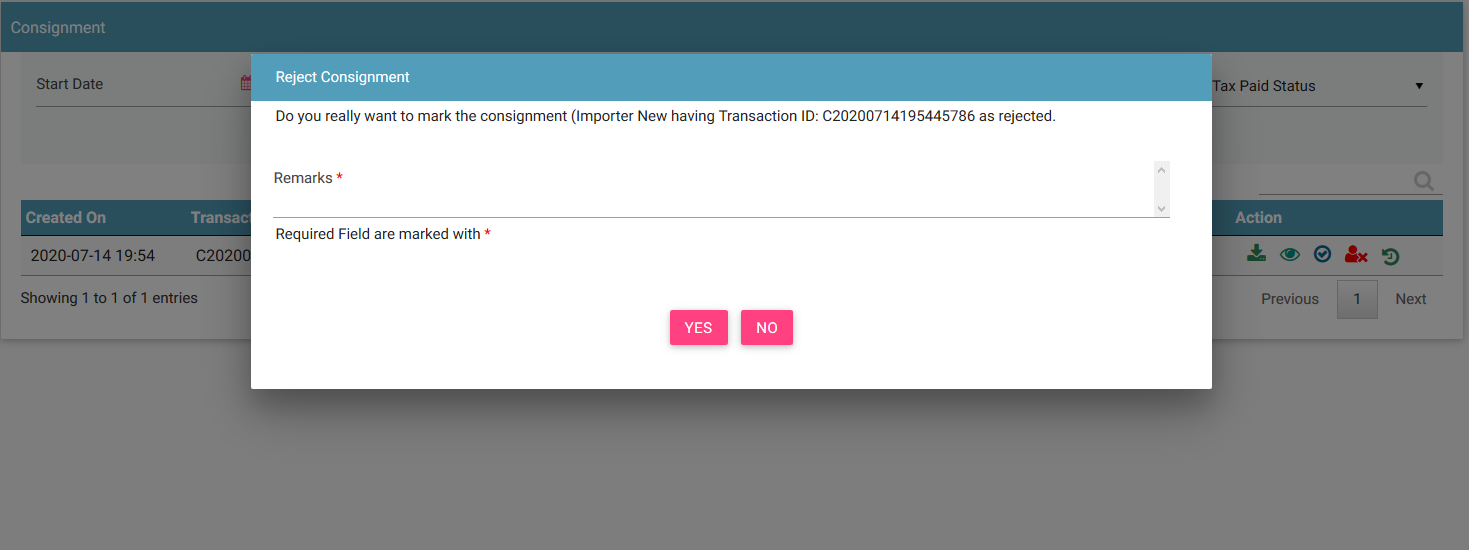 Consignment
Reject Consignment
Start Date
Tax Paid Status
Do you really want to mark the consignment (Importer New having Transaction ID: C20200714195445786 as rejected.
Remarks *
Required Field are marked with *
Created On Transact Action
2020-07-14 19:54 C20200
Showing 1 to 1 of 1 entries Previous 1 Next
YES NO